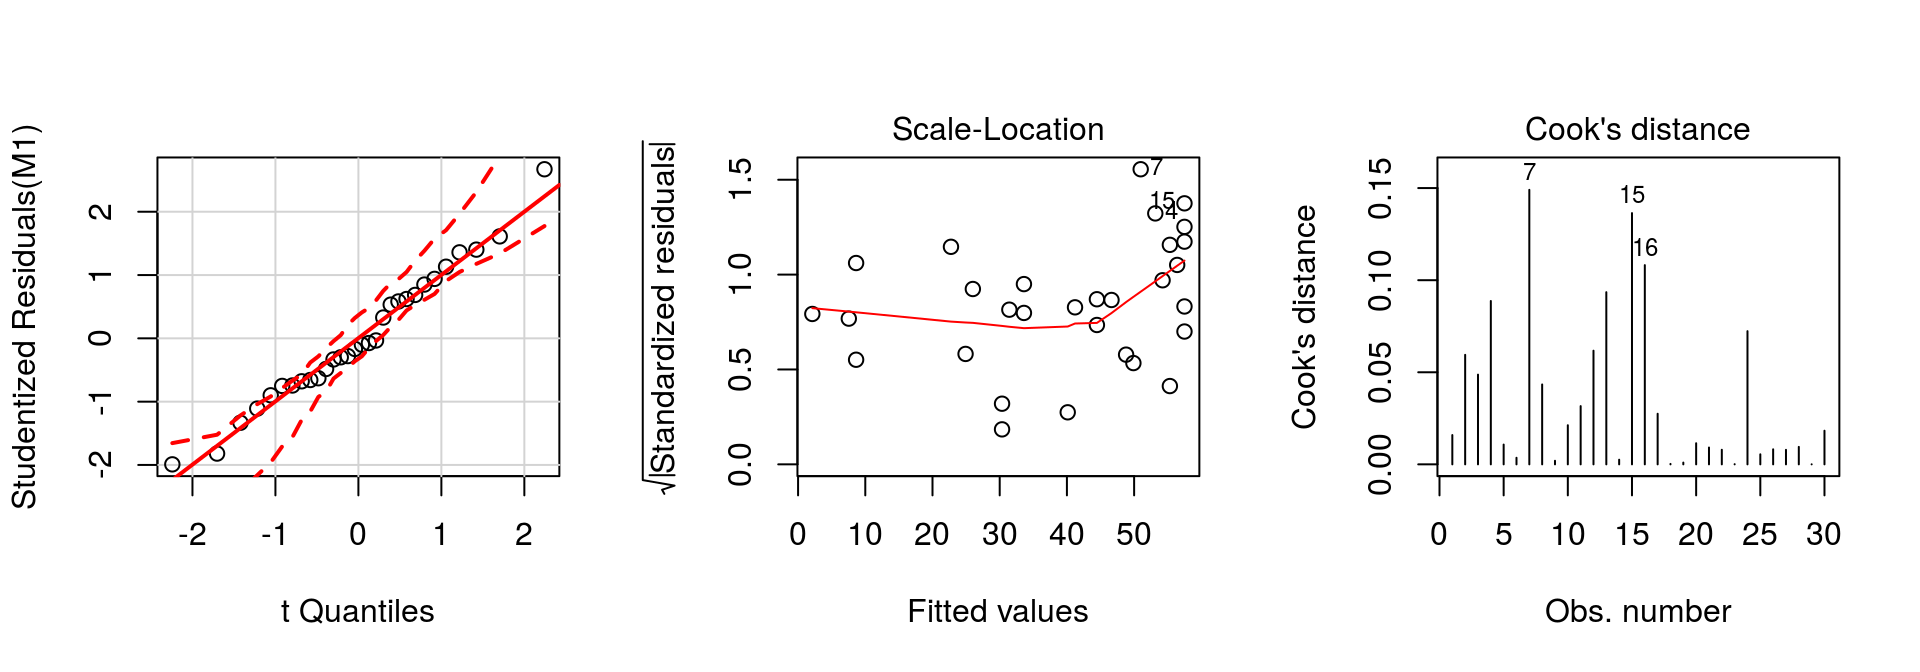 Studentized Residuals(M1)
2
1
0
-1
-2
-2 -1 0 1 2
t Quantiles
Scale-Location
√|Standardized residuals|
1.5
1.0
0.5
0.0
7
15
4
0 10 20 30 40 50
Fitted values
Cook's distance
Cook's distance
0.15
0.10
0.05
0.00
7
15
16
0 5 10 15 20 25 30
Obs. number